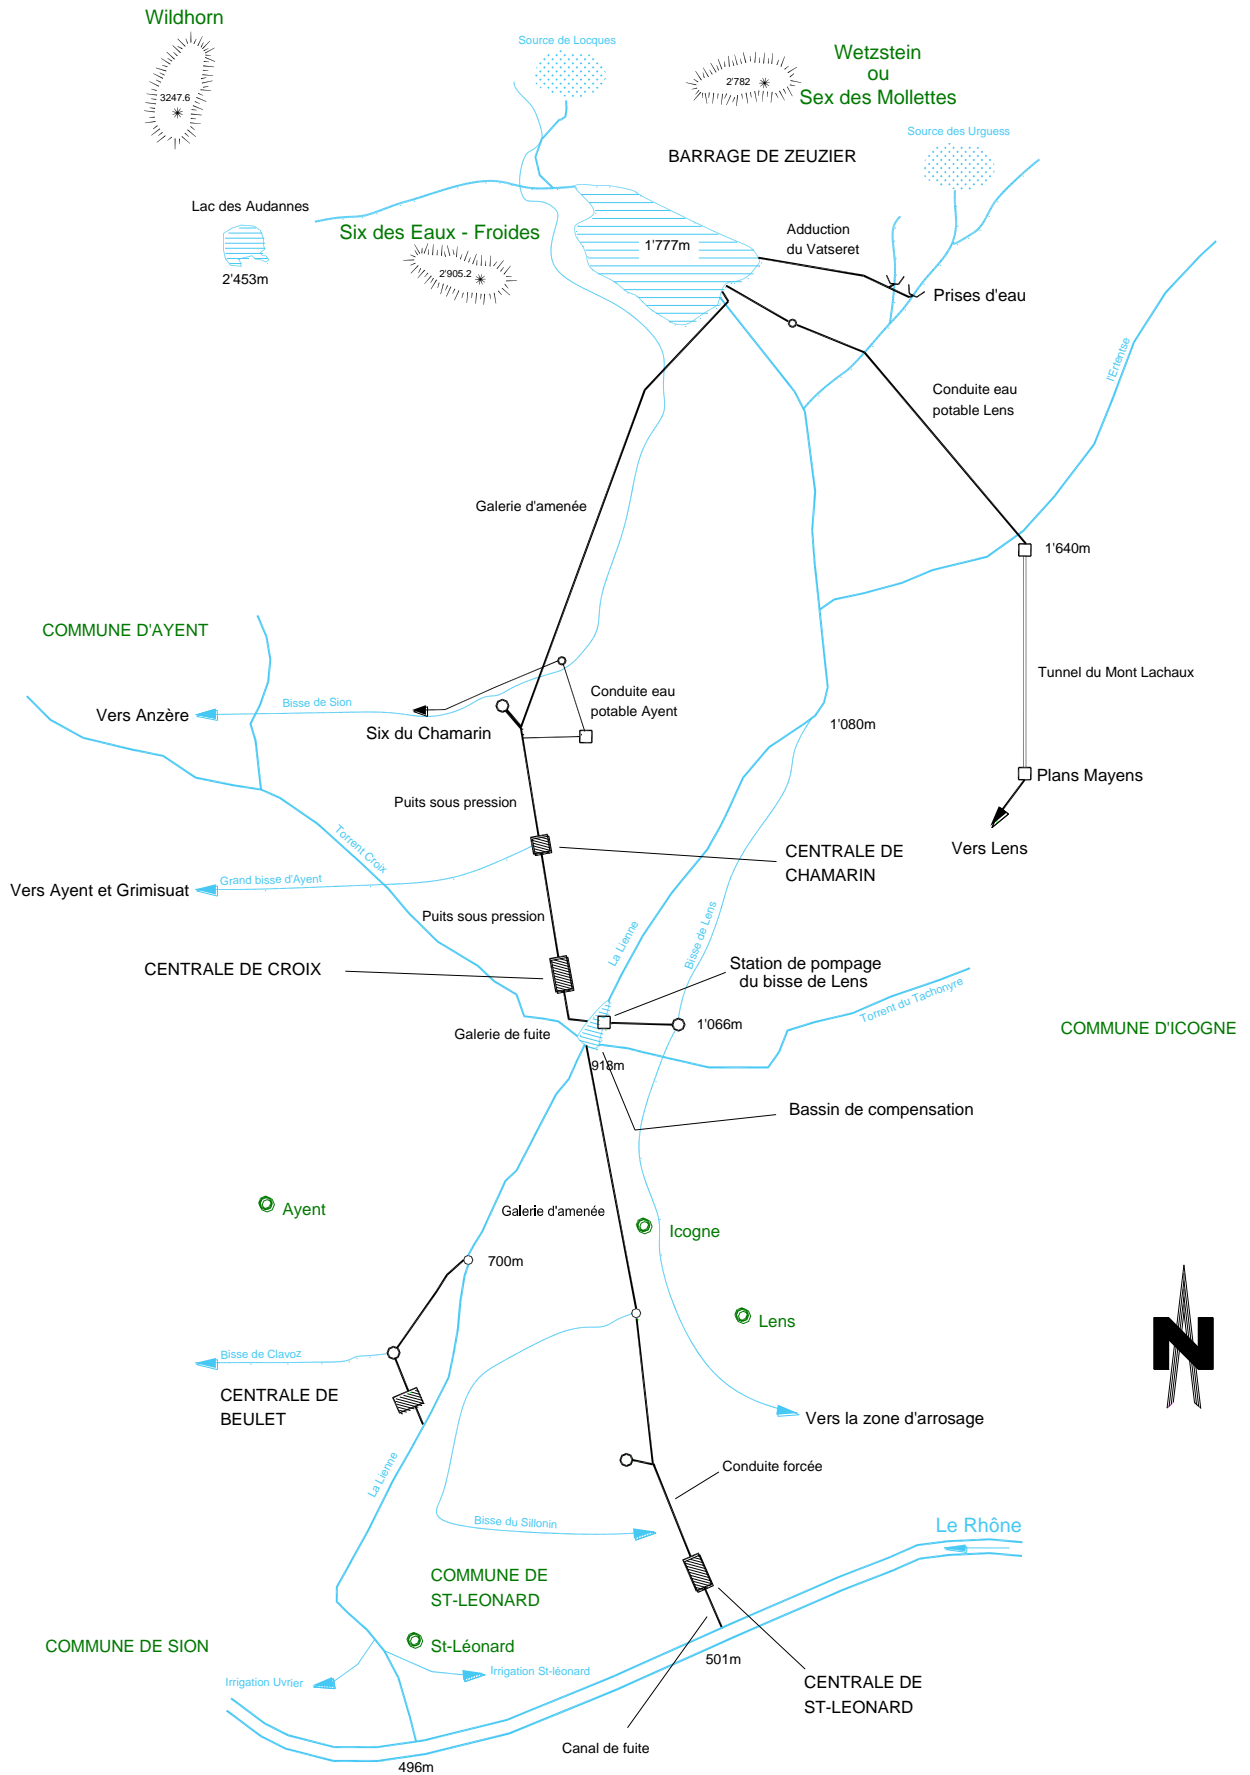 Wildhorn
3247.6
Source de Locques
Wetzstein
ou
Sex des Mollettes
2'782
Source des Urguess
BARRAGE DE ZEUZIER
Lac des Audannes
2'453m
Six des Eaux - Froides
2'905.2
1'777m
Adduction
du Vatseret
Prises d'eau
l'Ertentse
Conduite eau
potable Lens
Galerie d'amenée
1'640m
COMMUNE D'AYENT
Tunnel du Mont Lachaux
Bisse de Sion
Vers Anzère
Conduite eau
potable Ayent
Six du Chamarin
1'080m
Plans Mayens
Puits sous pression
Torrent Croix
Vers Lens
CENTRALE DE
CHAMARIN
Grand bisse d'Ayent
Vers Ayent et Grimisuat
Puits sous pression
La Lienne
Bisse de Lens
CENTRALE DE CROIX
Station de pompage
du bisse de Lens
Torrent du Tachonyre
Galerie de fuite
1'066m
COMMUNE D'ICOGNE
918m
Bassin de compensation
Ayent
Galerie d'amenée
Icogne
700m
Lens
Bisse de Clavoz
N
CENTRALE DE
BEULET
Vers la zone d'arrosage
La Lienne
Conduite forcée
Bisse du Sillonin
Le Rhône
COMMUNE DE
ST-LEONARD
COMMUNE DE SION
St-Léonard
501m
Irrigation Uvrier
Irrigation St-léonard
CENTRALE DE
ST-LEONARD
Canal de fuite
496m